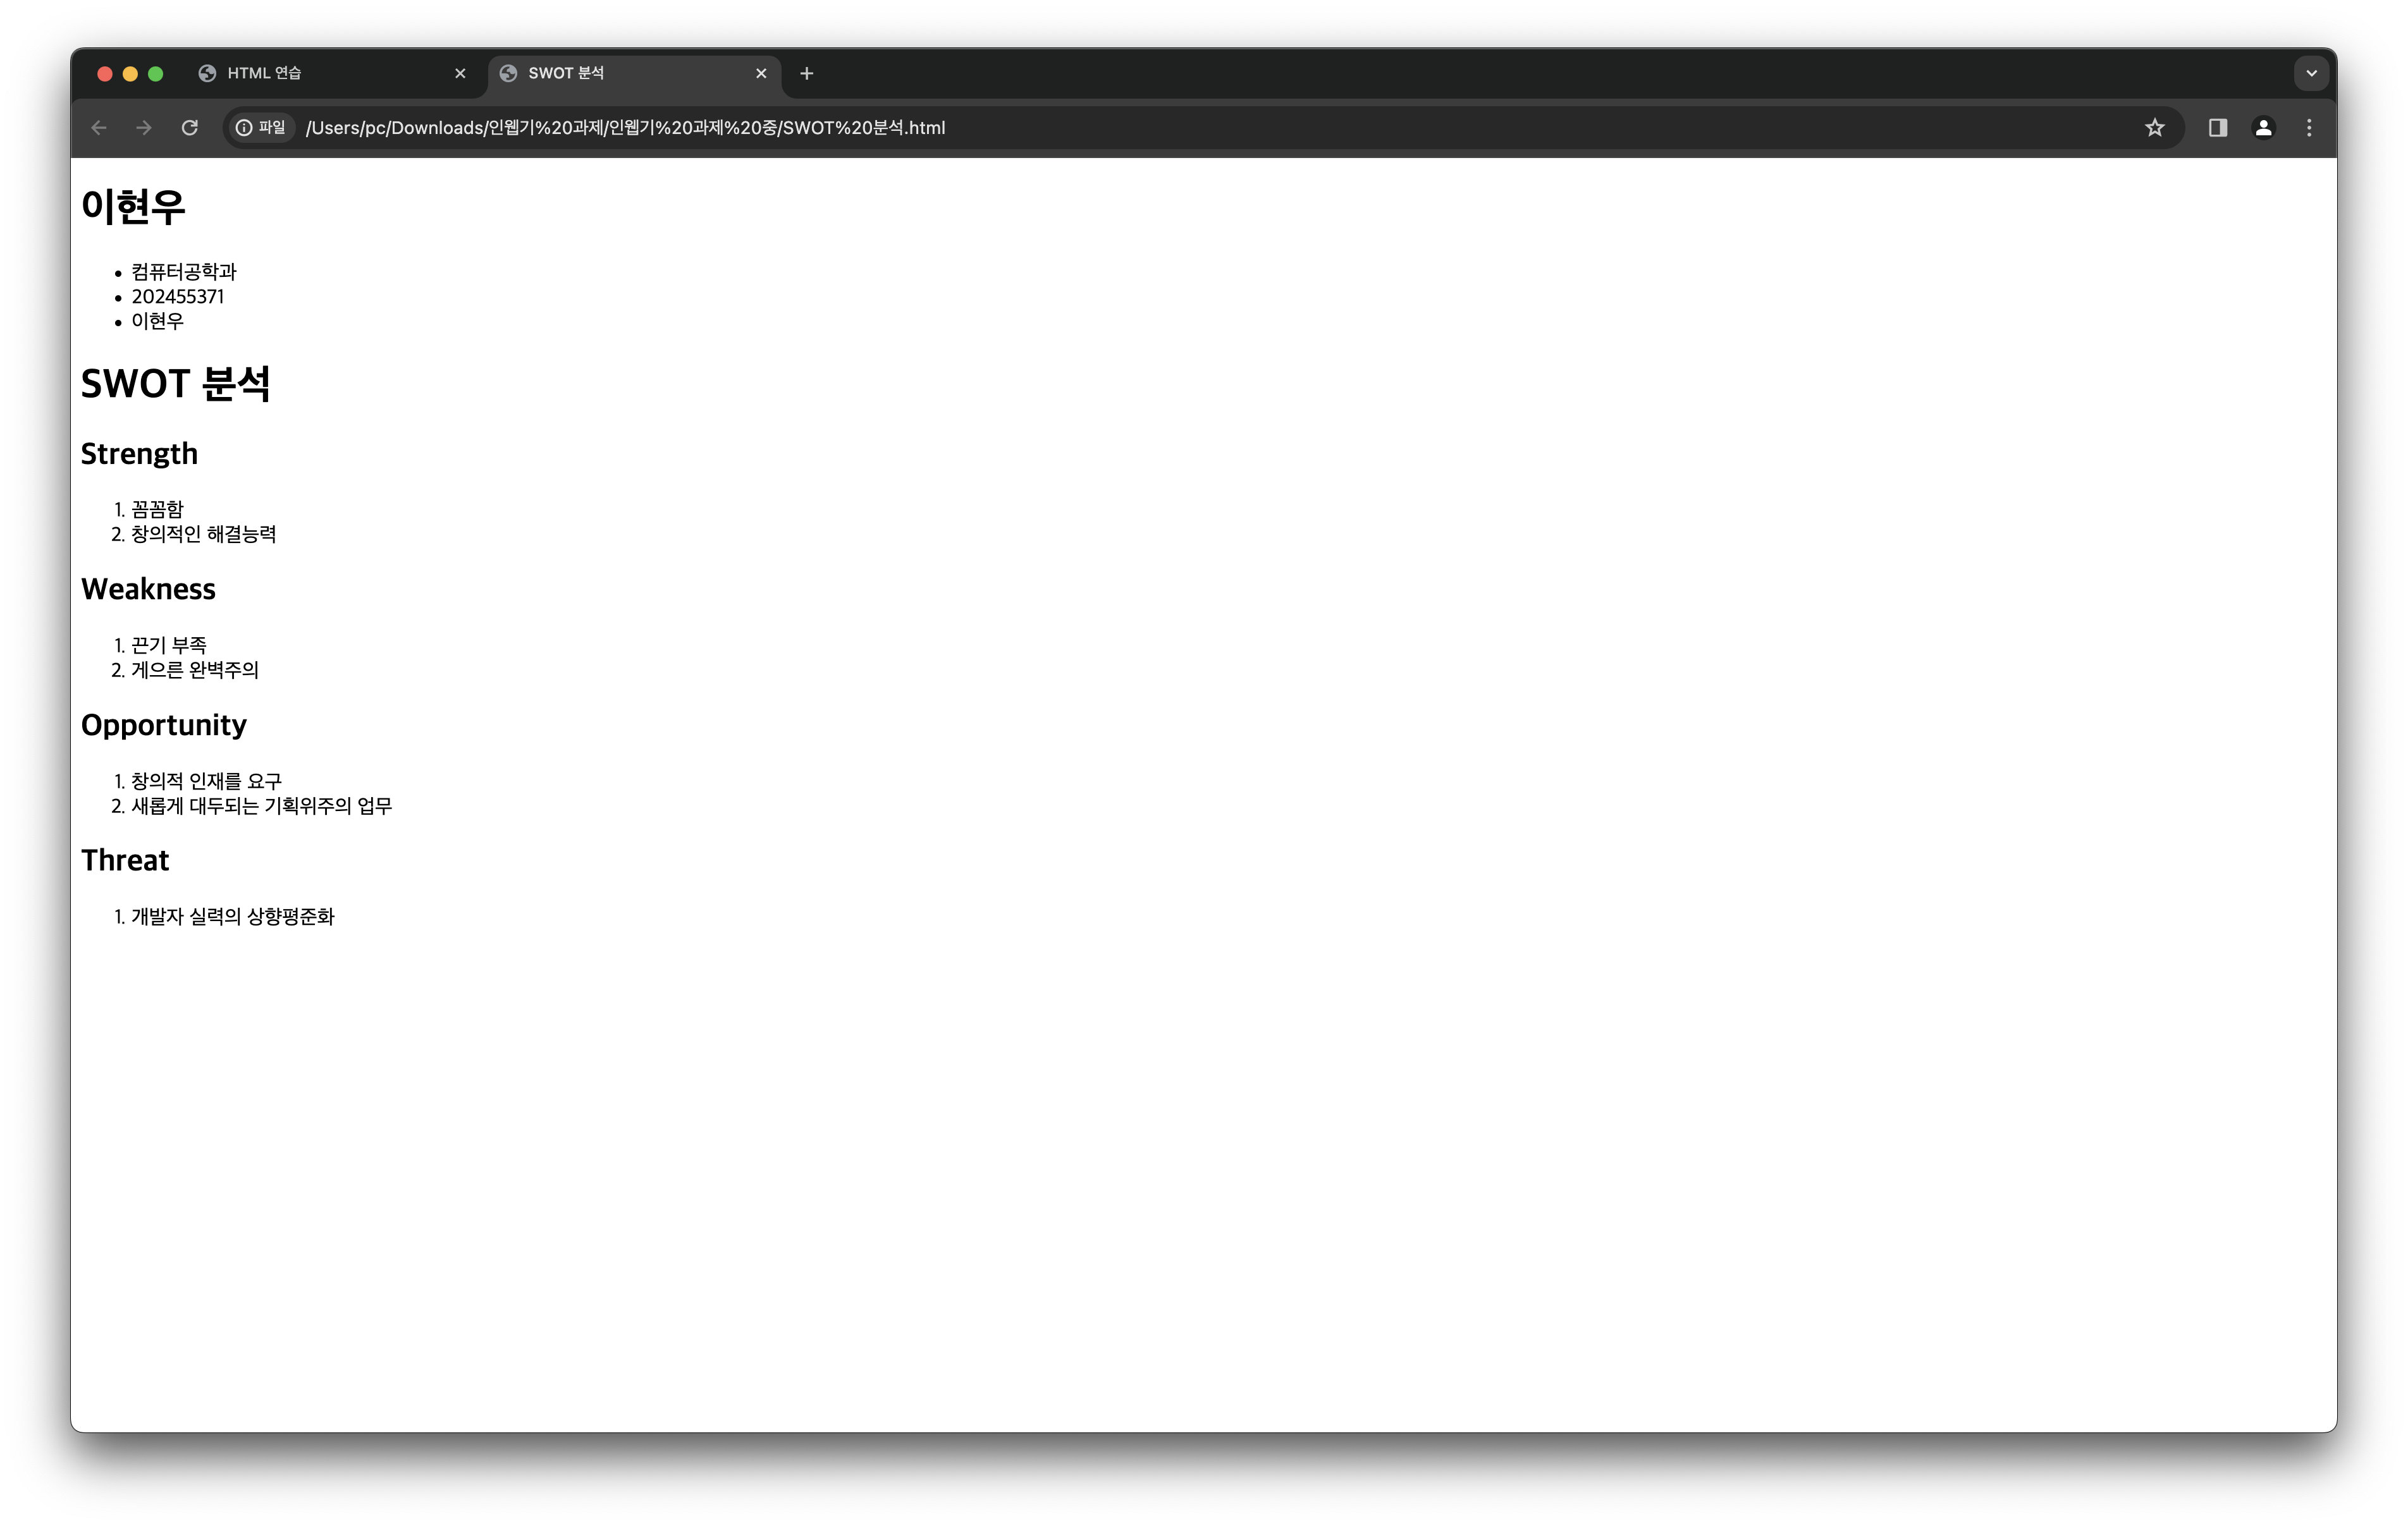 HTML 연습
SWOT 분석
파일 /Users/pc/Downloads/인웹기%20과제/인웹기%20과제%20중/SWOT%20분석.html
이현우
• 컴퓨터공학과
• 202455371
• 이현우
SWOT 분석
Strength
1. 꼼꼼함
2. 창의적인 해결능력
Weakness
1. 끈기 부족
2. 게으른 완벽주의
Opportunity
1. 창의적 인재를 요구
2. 새롭게 대두되는 기획위주의 업무
Threat
1. 개발자 실력의 상향평준화